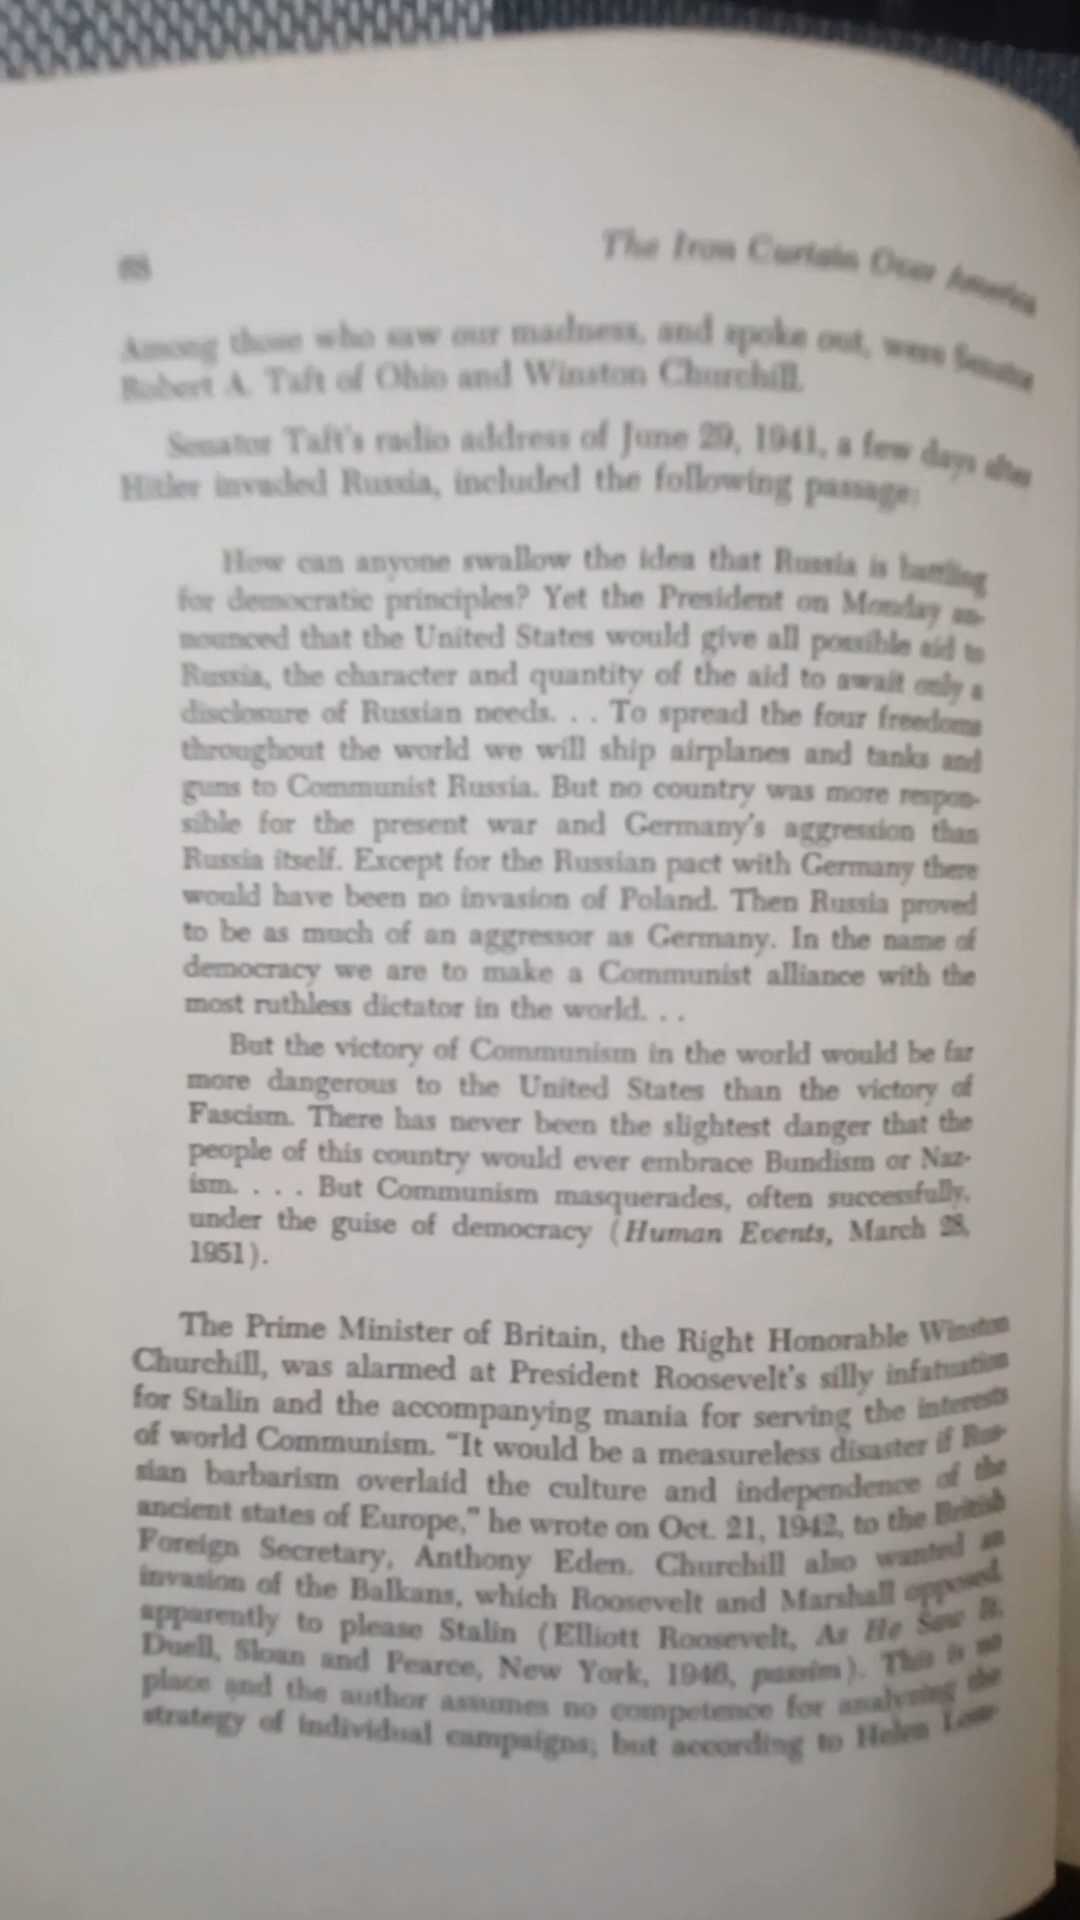 68 The Iron Curtain Over America
Among those who saw our madness, and spoke out, were Senator
Robert A. Taft of Ohio and Winston Churchill.
Senator Taft's radio address of June 29, 1941, a few days after
Hitler invaded Russia, included the following passage:
How can anyone swallow the idea that Russia is battling
for democratic principles? Yet the President on Monday an-
nounced that the United States would give all possible aid to
Russia, the character and quantity of the aid to await only a
disclosure of Russian needs. . . To spread the four freedoms
throughout the world we will ship airplanes and tanks and
guns to Communist Russia. But no country was more respon-
sible for the present war and Germany's aggression than
Russia itself. Except for the Russian pact with Germany there
would have been no invasion of Poland. Then Russia proved
to be as much of an aggressor as Germany. In the name of
democracy we are to make a Communist alliance with the
most ruthless dictator in the world. . .
But the victory of Communism in the world would be far
more dangerous to the United States than the victory of
Fascism. There has never been the slightest danger that the
people of this country would ever embrace Bundism or Naz-
ism. . . . But Communism masquerades, often successfully,
under the guise of democracy (Human Events, March 28,
1951).
The Prime Minister of Britain, the Right Honorable Winston
Churchill, was alarmed at President Roosevelt's silly infatuation
for Stalin and the accompanying mania for serving the interests
of world Communism. "It would be a measureless disaster if Rus-
sian barbarism overlaid the culture and independence of the
ancient states of Europe," he wrote on Oct. 21, 1942, to the British
Foreign Secretary, Anthony Eden. Churchill also wanted an
invasion of the Balkans, which Roosevelt and Marshall opposed
apparently to please Stalin (Elliott Roosevelt, As He Saw It,
Duell, Sloan and Pearce, New York, 1946, passim). This is no
place and the author assumes no competence for analyzing the
strategy of individual campaigns; but according to Helen Lom-